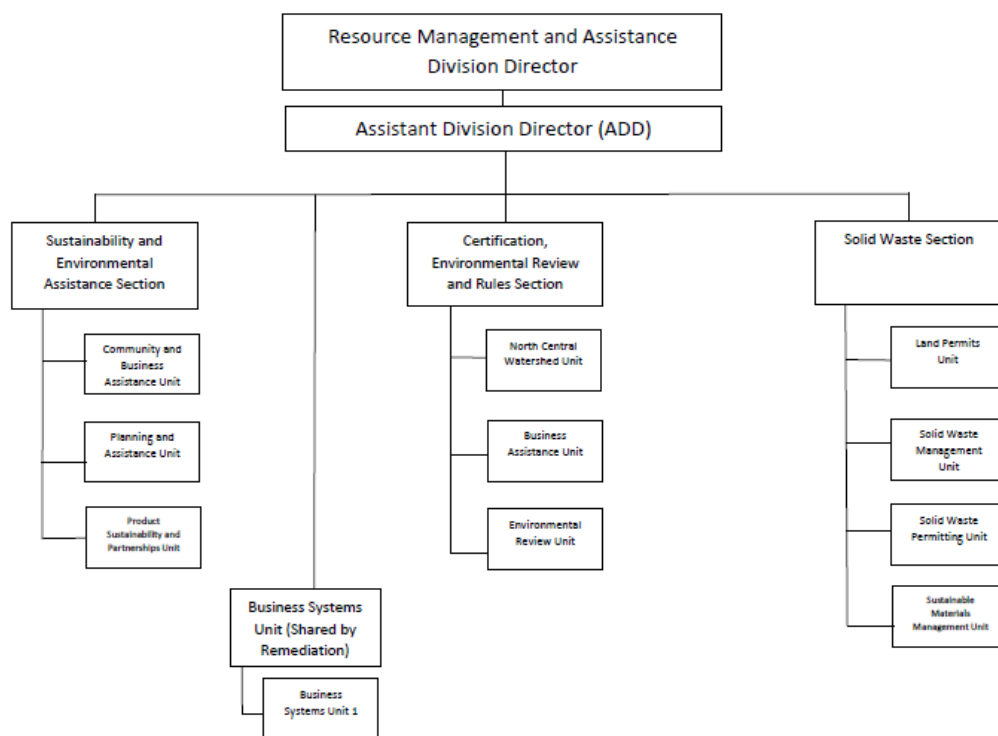 Resource Management and Assistance
Division Director
Assistant Division Director (ADD)
Sustainability and
Environmental
Assistance Section
Community and
Business
Assistance Unit
Planning and
Assistance Unit
Product
Sustainability and
Partnerships Unit
Business Systems
Unit (Shared by
Remediation)
Business
Systems Unit 1
Certification,
Environmental Review
and Rules Section
North Central
Watershed Unit
Business
Assistance Unit
Environmental
Review Unit
Solid Waste Section
Land Permits
Unit
Solid Waste
Management
Unit
Solid Waste
Permitting Unit
Sustainable
Materials
Management Unit